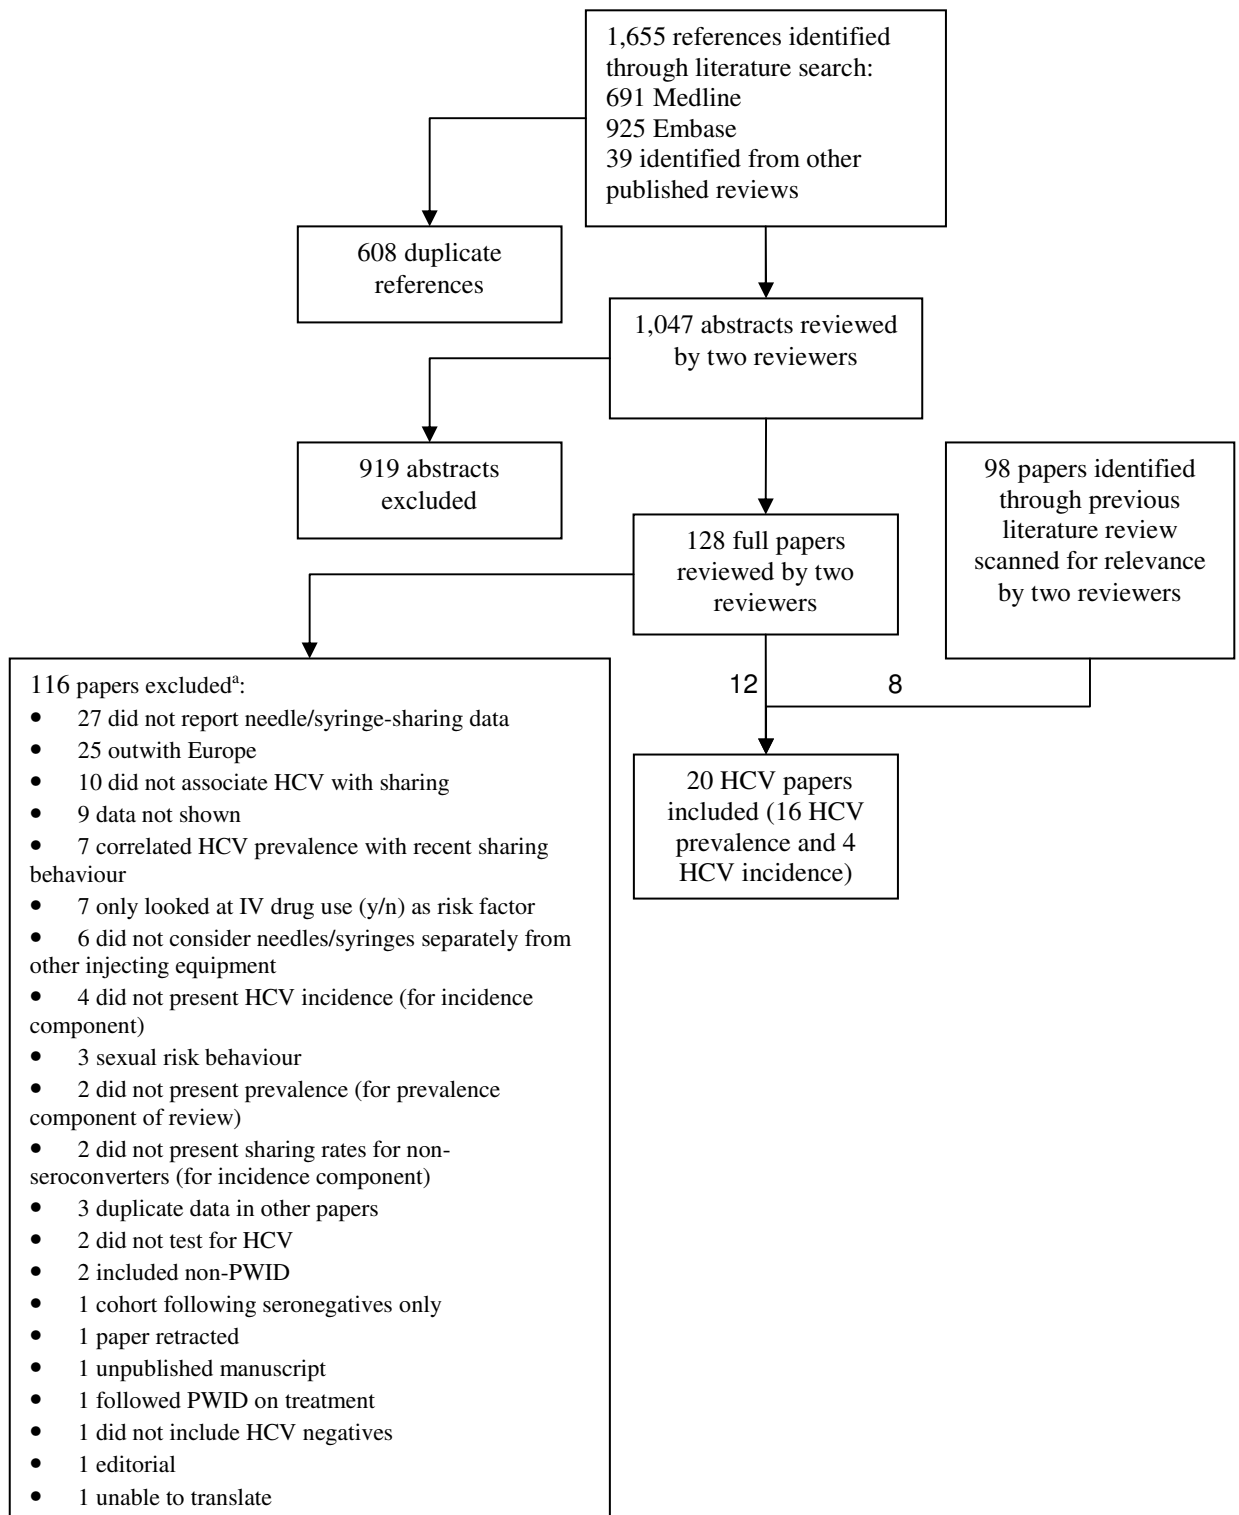 1,655 references identified
through literature search:
691 Medline
925 Embase
39 identified from other
published reviews
608 duplicate
references
1,047 abstracts reviewed
by two reviewers
919 abstracts
excluded
98 papers identified
through previous
literature review
scanned for relevance
by two reviewers
128 full papers
reviewed by two
reviewers
12
8
20 HCV papers
included (16 HCV
prevalence and 4
HCV incidence)
116 papers excludedᵃ:
• 27 did not report needle/syringe-sharing data
• 25 outwith Europe
• 10 did not associate HCV with sharing
• 9 data not shown
• 7 correlated HCV prevalence with recent sharing
behaviour
• 7 only looked at IV drug use (y/n) as risk factor
• 6 did not consider needles/syringes separately from
other injecting equipment
• 4 did not present HCV incidence (for incidence
component)
• 3 sexual risk behaviour
• 2 did not present prevalence (for prevalence
component of review)
• 2 did not present sharing rates for non-
seroconverters (for incidence component)
• 3 duplicate data in other papers
• 2 did not test for HCV
• 2 included non-PWID
• 1 cohort following seronegatives only
• 1 paper retracted
• 1 unpublished manuscript
• 1 followed PWID on treatment
• 1 did not include HCV negatives
• 1 editorial
• 1 unable to translate